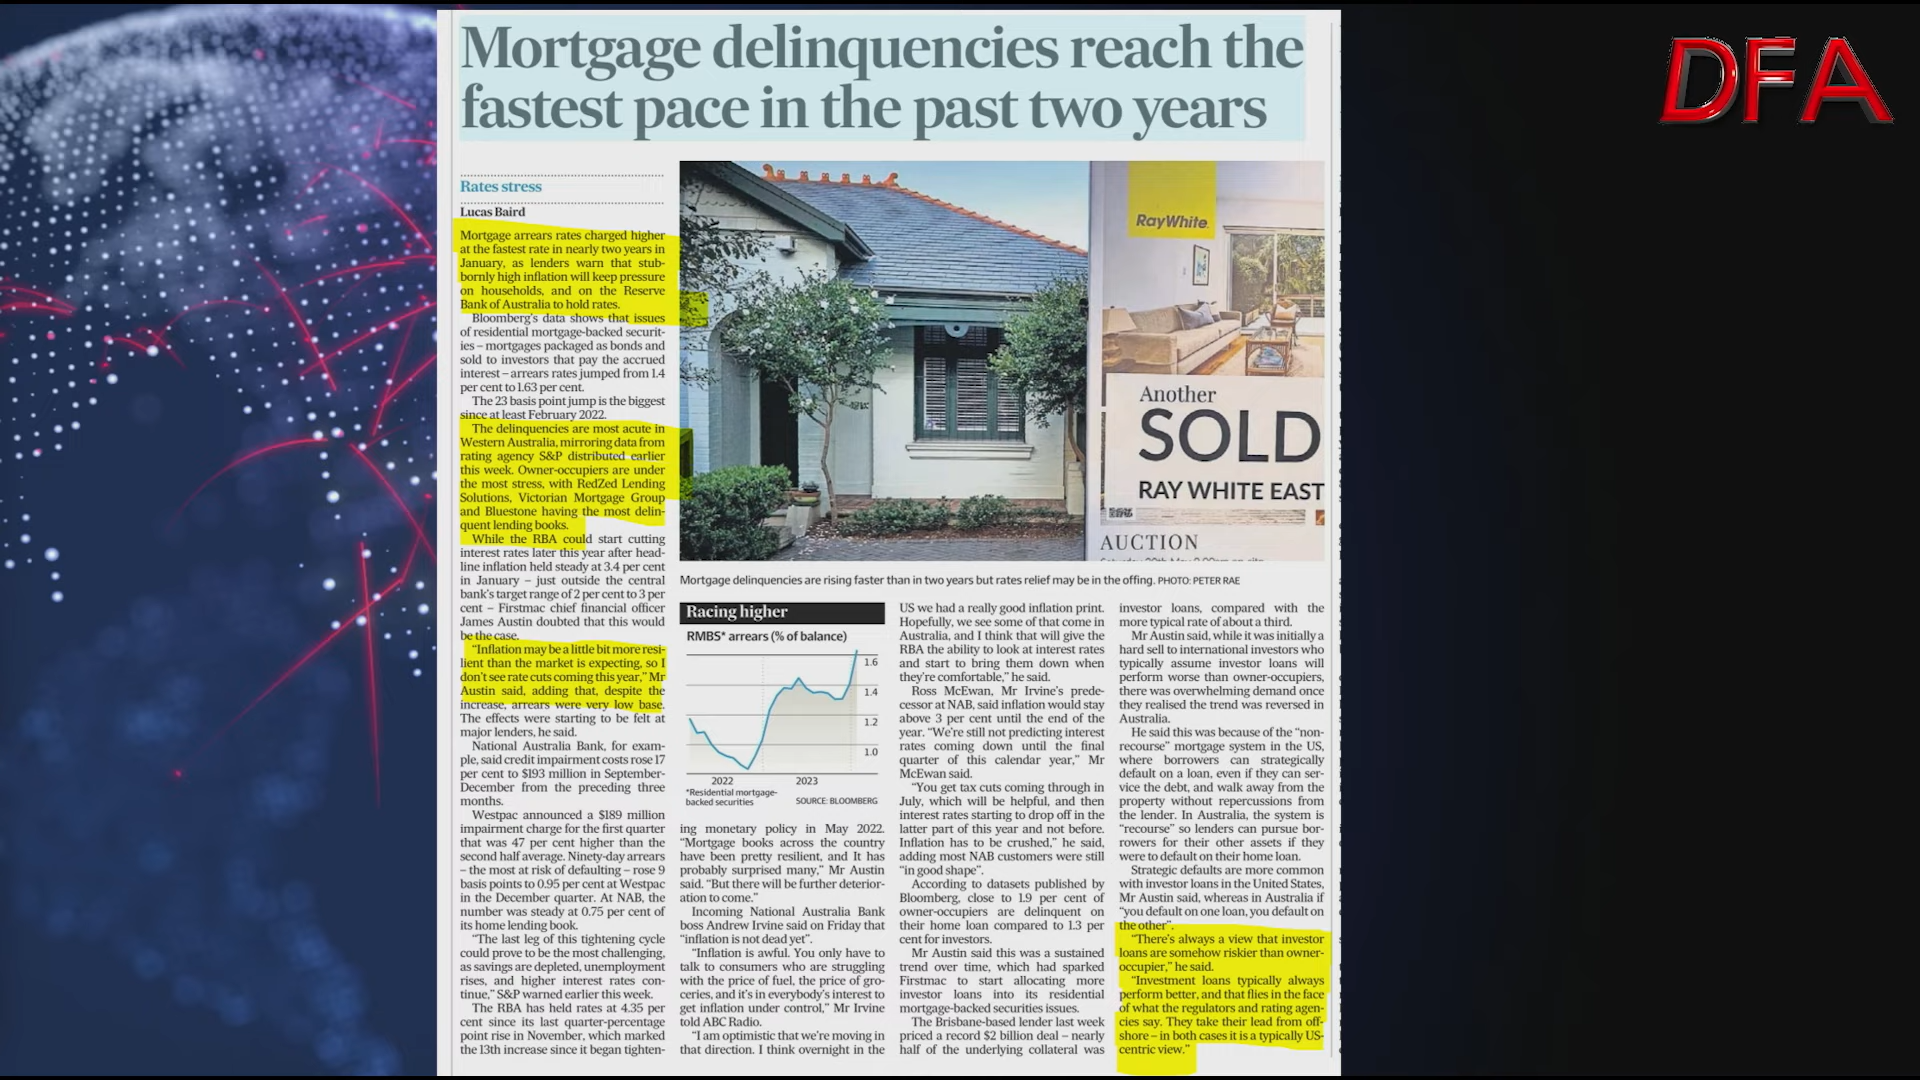 Mortgage delinquencies reach the
fastest pace in the past two years
DFA
Rates stress
Lucas Baird
Mortgage arrears rates charged higher
at the fastest rate in nearly two years in
January, as lenders warn that stub-
bornly high inflation will keep pressure
on households, and on the Reserve
Bank of Australia to hold rates.
Bloomberg's data shows that issues
of residential mortgage-backed securit-
ies – mortgages packaged as bonds and
sold to investors that pay the accrued
interest – arrears rates jumped from 1.4
per cent to 1.63 per cent.
The 23 basis point jump is the biggest
since at least February 2022.
The delinquencies are most acute in
Western Australia, mirroring data from
rating agency S&P distributed earlier
this week. Owner-occupiers are under
the most stress, with RedZed Lending
Solutions, Victorian Mortgage Group
and Bluestone having the most delin-
quent lending books.
While the RBA could start cutting
interest rates later this year after head-
line inflation held steady at 3.4 per cent
in January – just outside the central
bank's target range of 2 per cent to 3 per
cent – Firstmac chief financial officer
James Austin doubted that this would
be the case.
"Inflation may be a little bit more resi-
lient than the market is expecting, so I
don't see rate cuts coming this year," Mr
Austin said, adding that, despite the
increase, arrears were very low base.
The effects were starting to be felt at
major lenders, he said.
National Australia Bank, for exam-
ple, said credit impairment costs rose 17
per cent to $193 million in September-
December from the preceding three
months.
Westpac announced a $189 million
impairment charge for the first quarter
that was 47 per cent higher than the
second half average. Ninety-day arrears
– the most at risk of defaulting – rose 9
basis points to 0.95 per cent at Westpac
in the December quarter. At NAB, the
number was steady at 0.75 per cent of
its home lending book.
"The last leg of this tightening cycle
could prove to be the most challenging,
as savings are depleted, unemployment
rises, and higher interest rates con-
tinue," S&P warned earlier this week.
The RBA has held rates at 4.35 per
cent since its last quarter-percentage
point rise in November, which marked
the 13th increase since it began tighten-
RayWhite.
Another
SOLD
RAY WHITE EAST
AUCTION
Mortgage delinquencies are rising faster than in two years but rates relief may be in the offing. PHOTO: PETER RAE
Racing higher
RMBS* arrears (% of balance)
1.6
1.4
1.2
1.0
2022 2023
*Residential mortgage-
backed securities SOURCE: BLOOMBERG
ing monetary policy in May 2022.
"Mortgage books across the country
have been pretty resilient, and It has
probably surprised many," Mr Austin
said. "But there will be further deterior-
ation to come."
Incoming National Australia Bank
boss Andrew Irvine said on Friday that
"inflation is not dead yet".
"Inflation is awful. You only have to
talk to consumers who are struggling
with the price of fuel, the price of gro-
ceries, and it's in everybody's interest to
get inflation under control," Mr Irvine
told ABC Radio.
"I am optimistic that we're moving in
that direction. I think overnight in the
US we had a really good inflation print.
Hopefully, we see some of that come in
Australia, and I think that will give the
RBA the ability to look at interest rates
and start to bring them down when
they're comfortable," he said.
Ross McEwan, Mr Irvine's prede-
cessor at NAB, said inflation would stay
above 3 per cent until the end of the
year. "We're still not predicting interest
rates coming down until the final
quarter of this calendar year," Mr
McEwan said.
"You get tax cuts coming through in
July, which will be helpful, and then
interest rates starting to drop off in the
latter part of this year and not before.
Inflation has to be crushed," he said,
adding most NAB customers were still
"in good shape".
According to datasets published by
Bloomberg, close to 1.9 per cent of
owner-occupiers are delinquent on
their home loan compared to 1.3 per
cent for investors.
Mr Austin said this was a sustained
trend over time, which had sparked
Firstmac to start allocating more
investor loans into its residential
mortgage-backed securities issues.
The Brisbane-based lender last week
priced a record $2 billion deal – nearly
half of the underlying collateral was
investor loans, compared with the
more typical rate of about a third.
Mr Austin said, while it was initially a
hard sell to international investors who
typically assume investor loans will
perform worse than owner-occupiers,
there was overwhelming demand once
they realised the trend was reversed in
Australia.
He said this was because of the "non-
recourse" mortgage system in the US,
where borrowers can strategically
default on a loan, even if they can ser-
vice the debt, and walk away from the
property without repercussions from
the lender. In Australia, the system is
"recourse" so lenders can pursue bor-
rowers for their other assets if they
were to default on their home loan.
Strategic defaults are more common
with investor loans in the United States,
Mr Austin said, whereas in Australia if
"you default on one loan, you default on
the other".
"There's always a view that investor
loans are somehow riskier than owner-
occupier," he said.
"Investment loans typically always
perform better, and that flies in the face
of what the regulators and rating agen-
cies say. They take their lead from off-
shore – in both cases it is a typically US-
centric view."